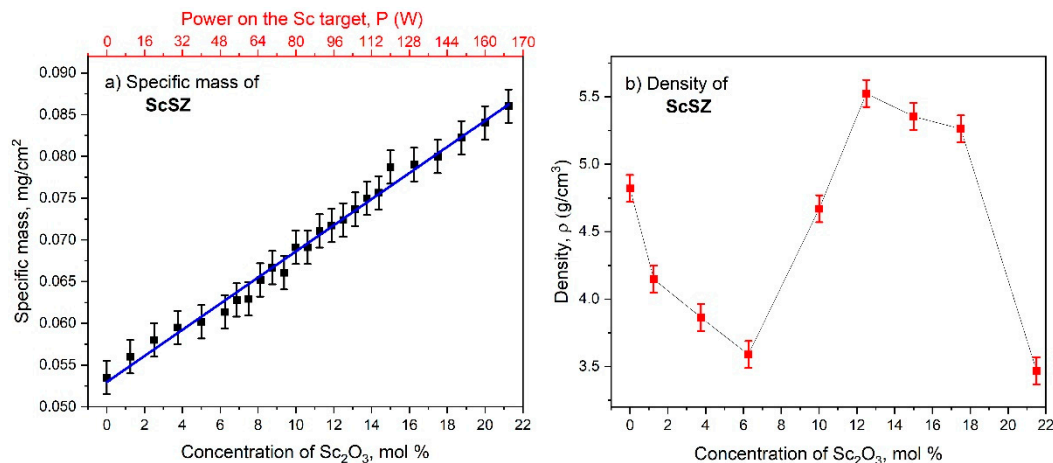 Power on the Sc target, P (W)
0 16 32 48 64 80 96 112 128 144 160 170
a) Specific mass of
ScSZ
Specific mass, mg/cm²
0.090
0.085
0.080
0.075
0.070
0.065
0.060
0.055
0.050
0 2 4 6 8 10 12 14 16 18 20 22
Concentration of Sc₂O₃, mol %
b) Density of
ScSZ
Density, ρ (g/cm³)
5.5
5.0
4.5
4.0
3.5
0 2 4 6 8 10 12 14 16 18 20 22
Concentration of Sc₂O₃, mol %